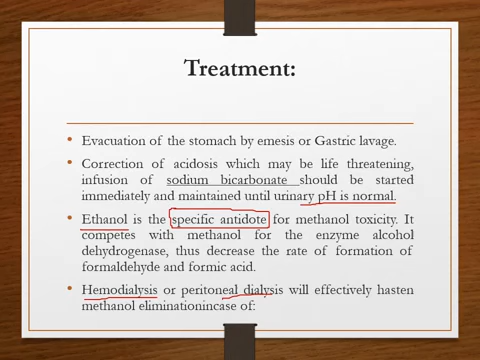 Treatment:
• Evacuation of the stomach by emesis or Gastric lavage.
• Correction of acidosis which may be life threatening,
infusion of sodium bicarbonate should be started
immediately and maintained until urinary pH is normal.
• Ethanol is the specific antidote for methanol toxicity. It
competes with methanol for the enzyme alcohol
dehydrogenase, thus decrease the rate of formation of
formaldehyde and formic acid.
• Hemodialysis or peritoneal dialysis will effectively hasten
methanol eliminationincase of: